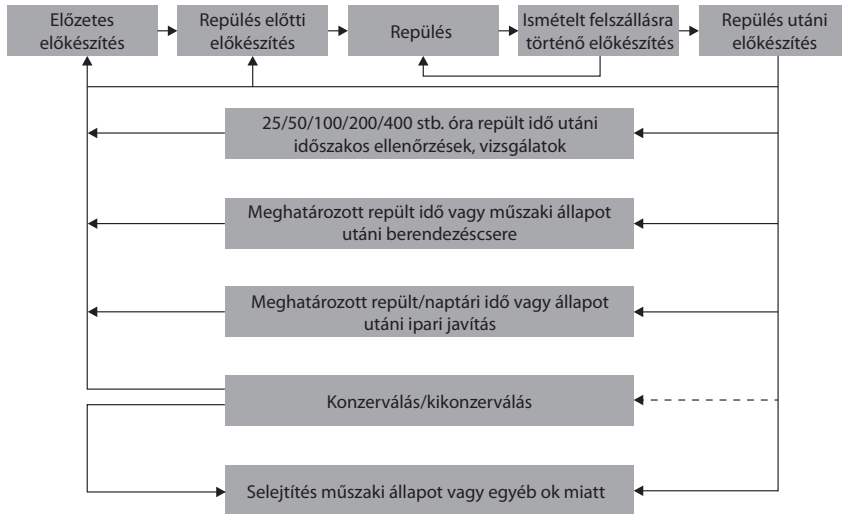 Előzetes
előkészítés
Repülés előtti
előkészítés
Repülés
Ismételt felszállásra
történő előkészítés
Repülés utáni
előkészítés
25/50/100/200/400 stb. óra repült idő utáni
időszakos ellenőrzések, vizsgálatok
Meghatározott repült idő vagy műszaki állapot
utáni berendezéscsere
Meghatározott repült/naptári idő vagy állapot
utáni ipari javítás
Konzerválás/kikonzerválás
Selejtítés műszaki állapot vagy egyéb ok miatt